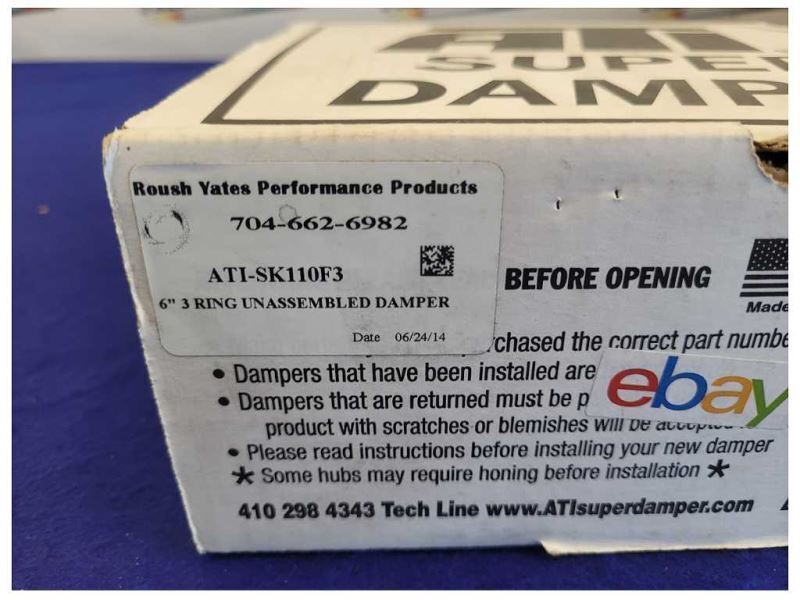 ATI
SUPER
DAMP
Roush Yates Performance Products
704-662-6982
ATI-SK110F3
6" 3 RING UNASSEMBLED DAMPER
Date 06/24/14
BEFORE OPENING
Made
rchased the correct part numbe
• Dampers that have been installed are
• Dampers that are returned must be p
product with scratches or blemishes will be accepted
• Please read instructions before installing your new damper
* Some hubs may require honing before installation *
410 298 4343 Tech Line www.ATIsuperdamper.com
ebay